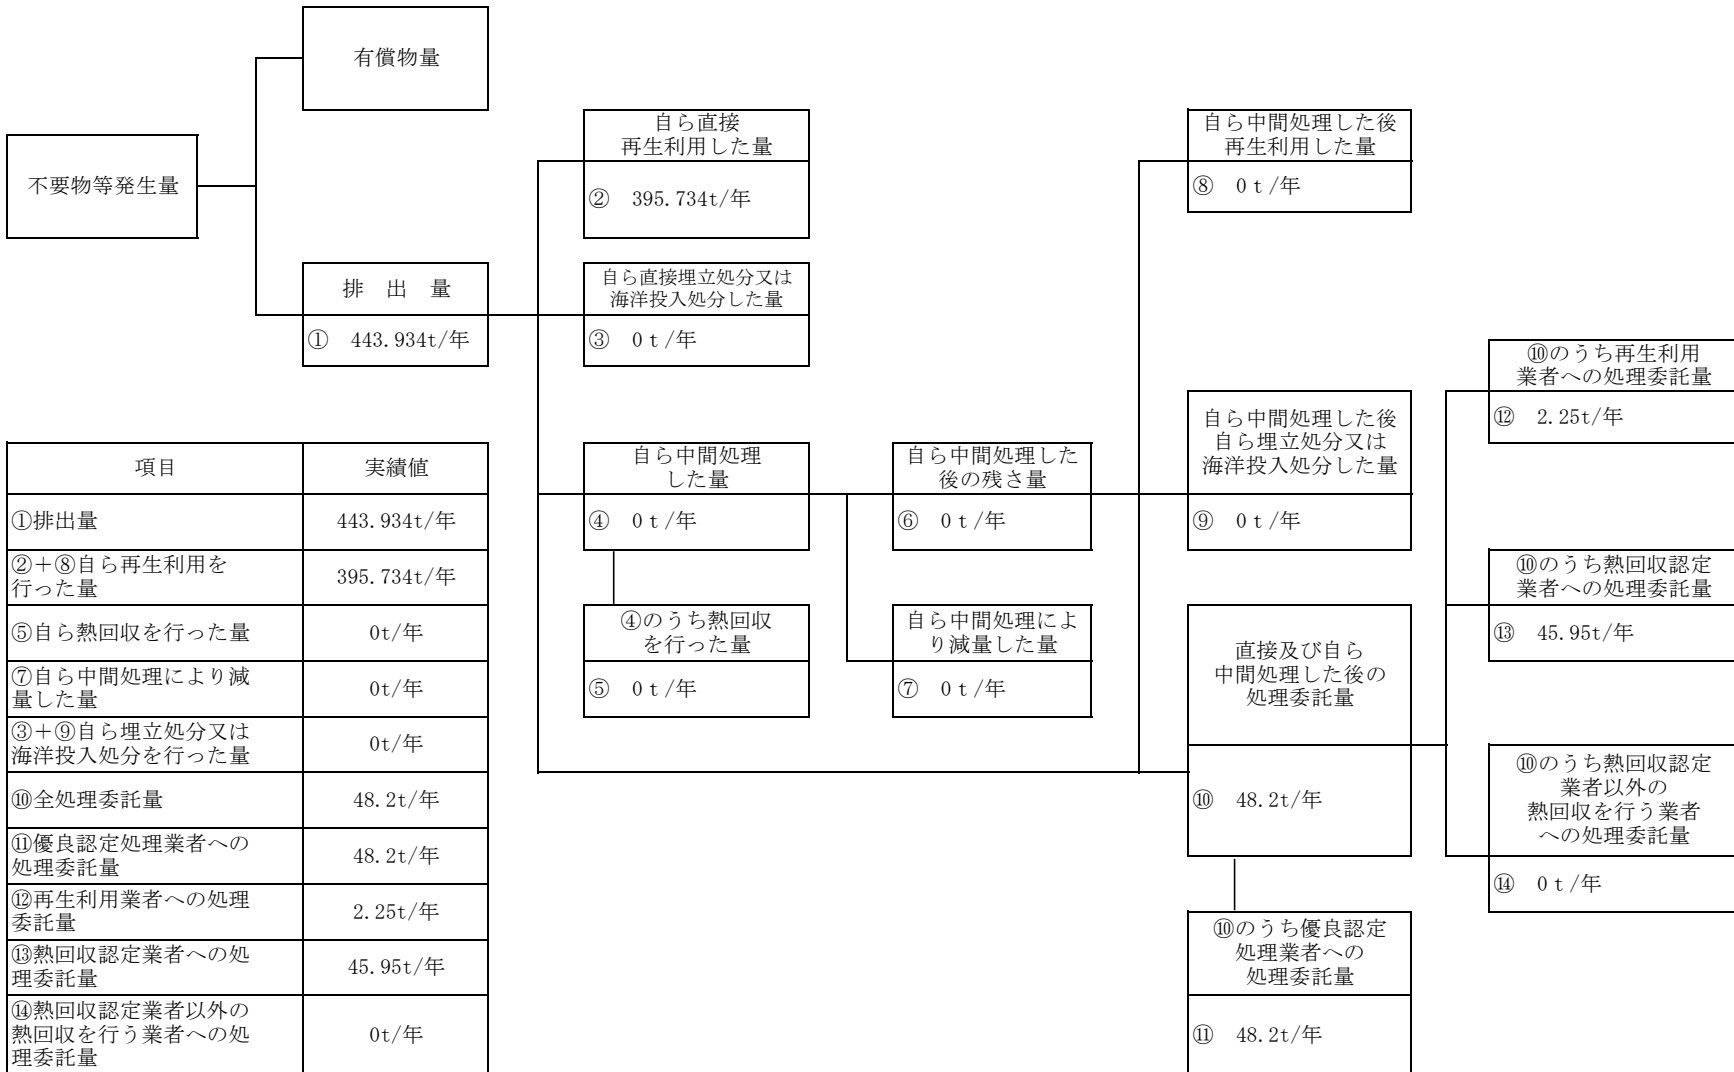 有償物量
不要物等発生量
自ら直接
再生利用した量
② 395.734t/年
自ら中間処理した後
再生利用した量
⑧ 0ｔ/年
排 出 量
① 443.934t/年
自ら直接埋立処分又は
海洋投入処分した量
③ 0ｔ/年
⑩のうち再生利用
業者への処理委託量
⑫ 2.25t/年
自ら中間処理
した量
④ 0ｔ/年
自ら中間処理した
後の残さ量
⑥ 0ｔ/年
自ら中間処理した後
自ら埋立処分又は
海洋投入処分した量
⑨ 0ｔ/年
⑩のうち熱回収認定
業者への処理委託量
⑬ 45.95t/年
④のうち熱回収
を行った量
⑤ 0ｔ/年
自ら中間処理によ
り減量した量
⑦ 0ｔ/年
直接及び自ら
中間処理した後の
処理委託量
⑩ 48.2t/年
⑩のうち熱回収認定
業者以外の
熱回収を行う業者
への処理委託量
⑭ 0ｔ/年
⑩のうち優良認定
処理業者への
処理委託量
⑪ 48.2t/年
項目 実績値
①排出量 443.934t/年
②＋⑧自ら再生利用を
行った量 395.734t/年
⑤自ら熱回収を行った量 0t/年
⑦自ら中間処理により減
量した量 0t/年
③＋⑨自ら埋立処分又は
海洋投入処分を行った量 0t/年
⑩全処理委託量 48.2t/年
⑪優良認定処理業者への
処理委託量 48.2t/年
⑫再生利用業者への処理
委託量 2.25t/年
⑬熱回収認定業者への処
理委託量 45.95t/年
⑭熱回収認定業者以外の
熱回収を行う業者への処
理委託量 0t/年